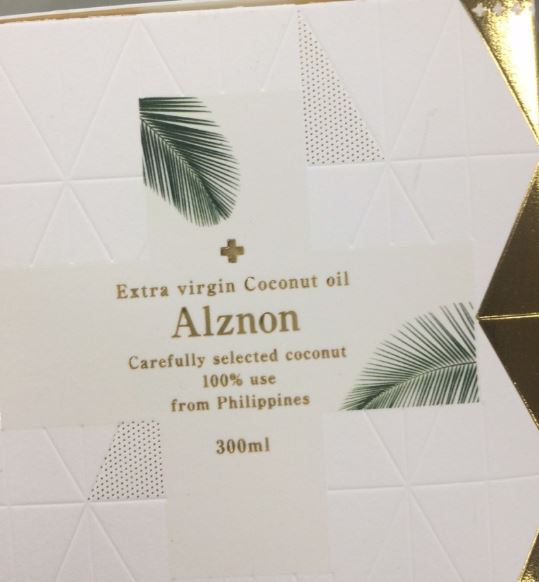 Extra virgin Coconut oil
Alznon
Carefully selected coconut
100% use
from Philippines
300ml